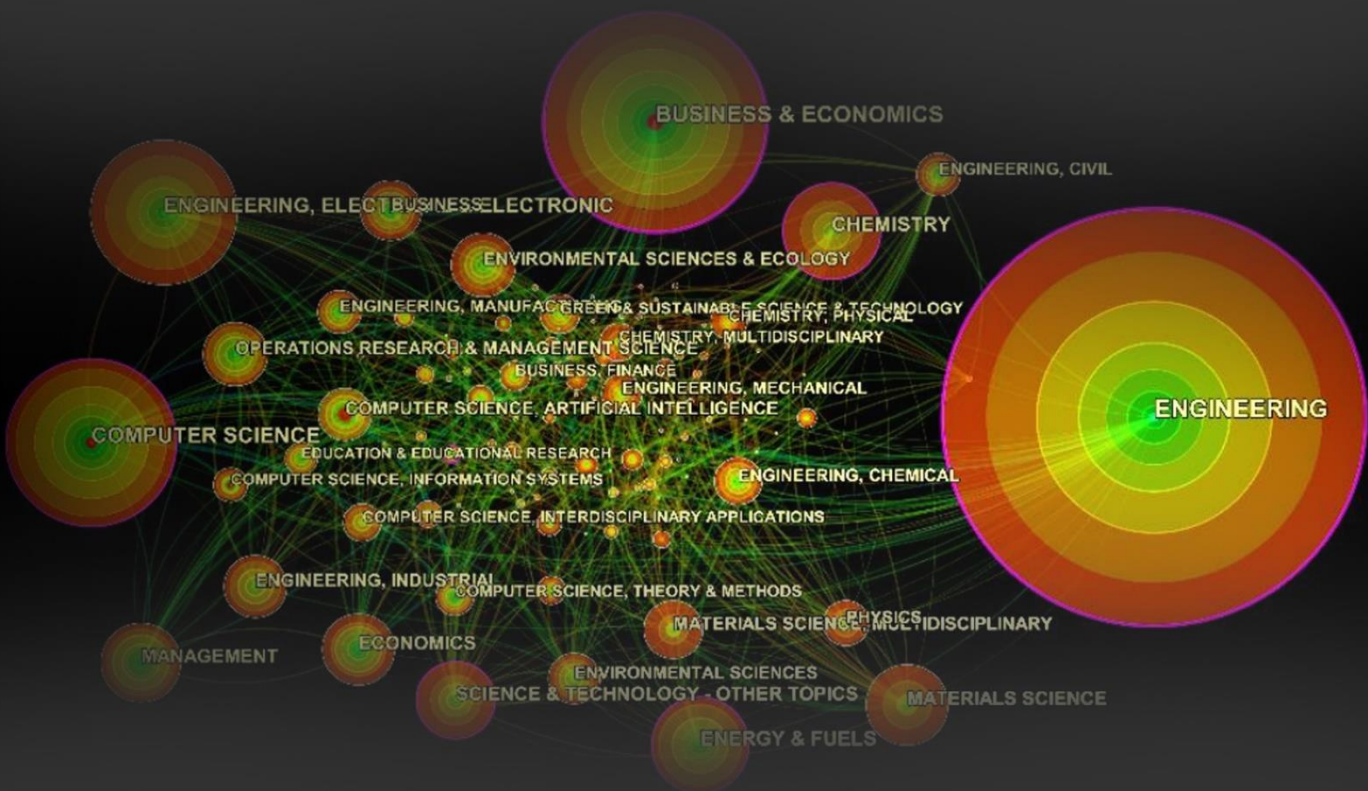 BUSINESS & ECONOMICS
ENGINEERING, CIVIL
ENGINEERING, ELECT
BUSINESS
ELECTRONIC
CHEMISTRY
ENVIRONMENTAL SCIENCES & ECOLOGY
ENGINEERING, MANUFACTURING
GREEN & SUSTAINABLE SCIENCE & TECHNOLOGY
CHEMISTRY, PHYSICAL
CHEMISTRY, MULTIDISCIPLINARY
OPERATIONS RESEARCH & MANAGEMENT SCIENCE
BUSINESS, FINANCE
ENGINEERING, MECHANICAL
COMPUTER SCIENCE, ARTIFICIAL INTELLIGENCE
ENGINEERING
COMPUTER SCIENCE
EDUCATION & EDUCATIONAL RESEARCH
COMPUTER SCIENCE, INFORMATION SYSTEMS
ENGINEERING, CHEMICAL
COMPUTER SCIENCE, INTERDISCIPLINARY APPLICATIONS
ENGINEERING, INDUSTRIAL
COMPUTER SCIENCE, THEORY & METHODS
PHYSICS
MATERIALS SCIENCE, MULTIDISCIPLINARY
ECONOMICS
MANAGEMENT
ENVIRONMENTAL SCIENCES
SCIENCE & TECHNOLOGY - OTHER TOPICS
MATERIALS SCIENCE
ENERGY & FUELS